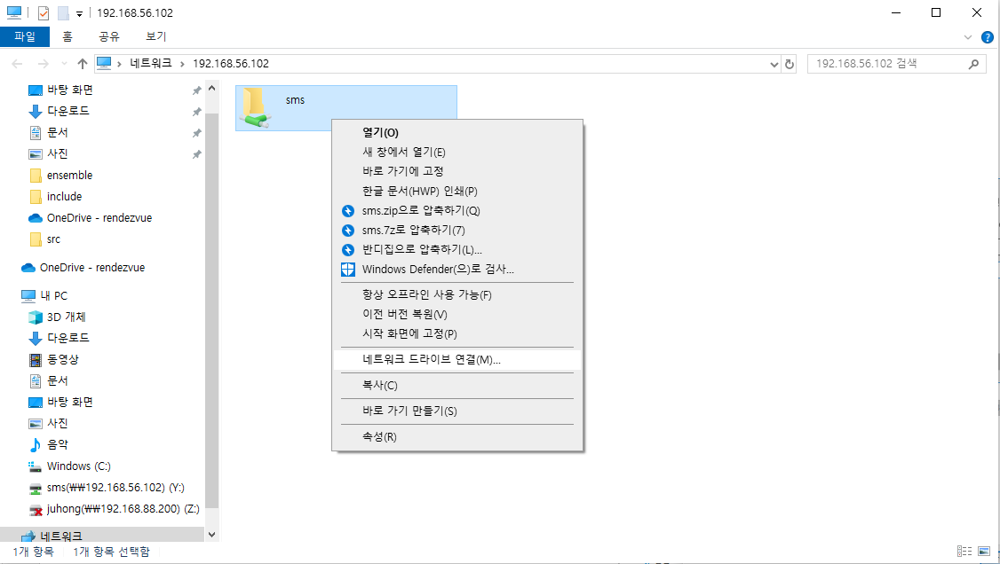 192.168.56.102
파일 홈 공유 보기
네트워크 192.168.56.102
192.168.56.102 검색
바탕 화면
다운로드
문서
사진
ensemble
include
OneDrive - rendezvue
src
OneDrive - rendezvue
내 PC
3D 개체
다운로드
동영상
문서
바탕 화면
사진
음악
Windows (C:)
sms(₩₩192.168.56.102) (Y:)
juhong(₩₩192.168.88.200) (Z:)
네트워크
sms
열기(O)
새 창에서 열기(E)
바로 가기에 고정
한글 문서(HWP) 인쇄(P)
sms.zip으로 압축하기(Q)
sms.7z로 압축하기(7)
반디집으로 압축하기(L)...
Windows Defender(으)로 검사...
항상 오프라인 사용 가능(F)
이전 버전 복원(V)
시작 화면에 고정(P)
네트워크 드라이브 연결(M)...
복사(C)
바로 가기 만들기(S)
속성(R)
1개 항목 1개 항목 선택함